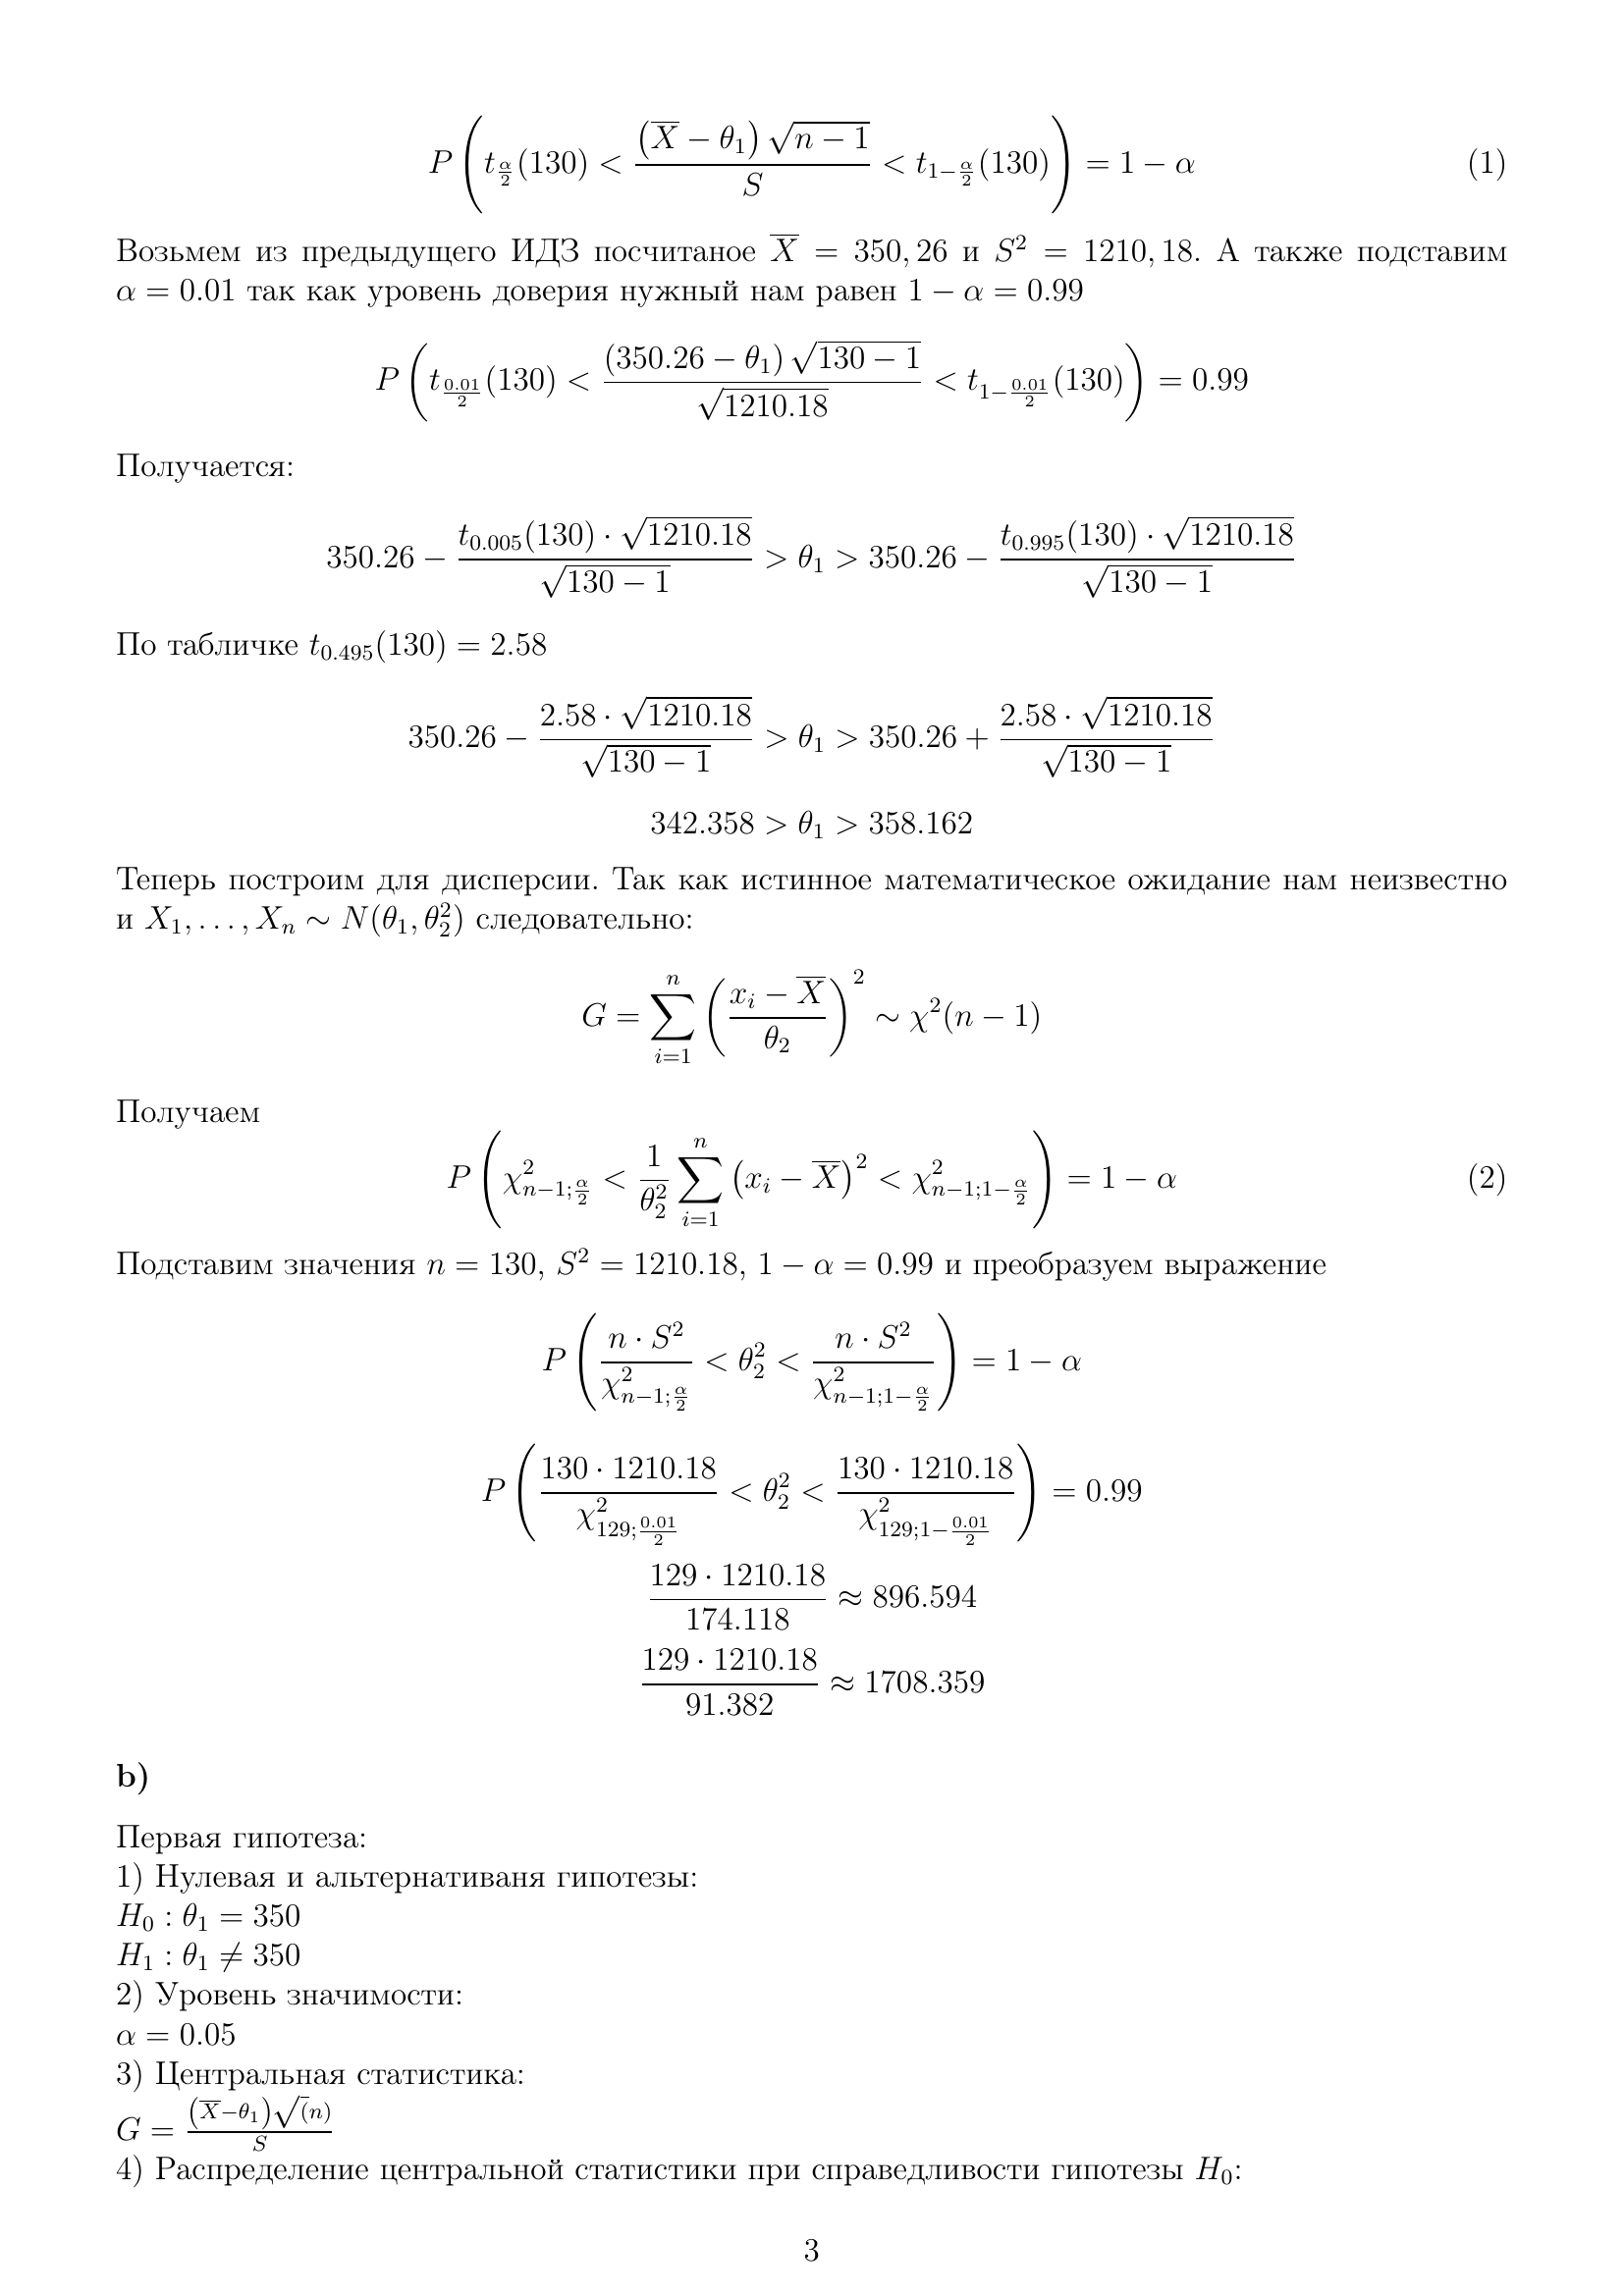 $$P\left(t_{\frac{\alpha}{2}}(130) < \frac{\left(\overline{X} - \theta_1\right)\sqrt{n-1}}{S} < t_{1-\frac{\alpha}{2}}(130)\right) = 1 - \alpha \quad (1)$$
Возьмем из предыдущего ИДЗ посчитаное $\overline{X} = 350,26$ и $S^2 = 1210,18$. А также подставим
$\alpha = 0.01$ так как уровень доверия нужный нам равен $1 - \alpha = 0.99$
$$P\left(t_{\frac{0.01}{2}}(130) < \frac{(350.26 - \theta_1)\sqrt{130-1}}{\sqrt{1210.18}} < t_{1-\frac{0.01}{2}}(130)\right) = 0.99$$
Получается:
$$350.26 - \frac{t_{0.005}(130) \cdot \sqrt{1210.18}}{\sqrt{130-1}} > \theta_1 > 350.26 - \frac{t_{0.995}(130) \cdot \sqrt{1210.18}}{\sqrt{130-1}}$$
По табличке $t_{0.495}(130) = 2.58$
$$350.26 - \frac{2.58 \cdot \sqrt{1210.18}}{\sqrt{130-1}} > \theta_1 > 350.26 + \frac{2.58 \cdot \sqrt{1210.18}}{\sqrt{130-1}}$$
$$342.358 > \theta_1 > 358.162$$
Теперь построим для дисперсии. Так как истинное математическое ожидание нам неизвестно
и $X_1, \ldots, X_n \sim N(\theta_1, \theta_2^2)$ следовательно:
$$G = \sum_{i=1}^{n} \left(\frac{x_i - \overline{X}}{\theta_2}\right)^2 \sim \chi^2(n-1)$$
Получаем
$$P\left(\chi^2_{n-1;\frac{\alpha}{2}} < \frac{1}{\theta_2^2} \sum_{i=1}^{n} \left(x_i - \overline{X}\right)^2 < \chi^2_{n-1;1-\frac{\alpha}{2}}\right) = 1 - \alpha \quad (2)$$
Подставим значения $n = 130$, $S^2 = 1210.18$, $1 - \alpha = 0.99$ и преобразуем выражение
$$P\left(\frac{n \cdot S^2}{\chi^2_{n-1;\frac{\alpha}{2}}} < \theta_2^2 < \frac{n \cdot S^2}{\chi^2_{n-1;1-\frac{\alpha}{2}}}\right) = 1 - \alpha$$
$$P\left(\frac{130 \cdot 1210.18}{\chi^2_{129;\frac{0.01}{2}}} < \theta_2^2 < \frac{130 \cdot 1210.18}{\chi^2_{129;1-\frac{0.01}{2}}}\right) = 0.99$$
$$\frac{129 \cdot 1210.18}{174.118} \approx 896.594$$
$$\frac{129 \cdot 1210.18}{91.382} \approx 1708.359$$
b)
Первая гипотеза:
1) Нулевая и альтернативаня гипотезы:
$H_0 : \theta_1 = 350$
$H_1 : \theta_1 \neq 350$
2) Уровень значимости:
$\alpha = 0.05$
3) Центральная статистика:
$G = \frac{\left(\overline{X} - \theta_1\right)\sqrt(n)}{S}$
4) Распределение центральной статистики при справедливости гипотезы $H_0$:
3